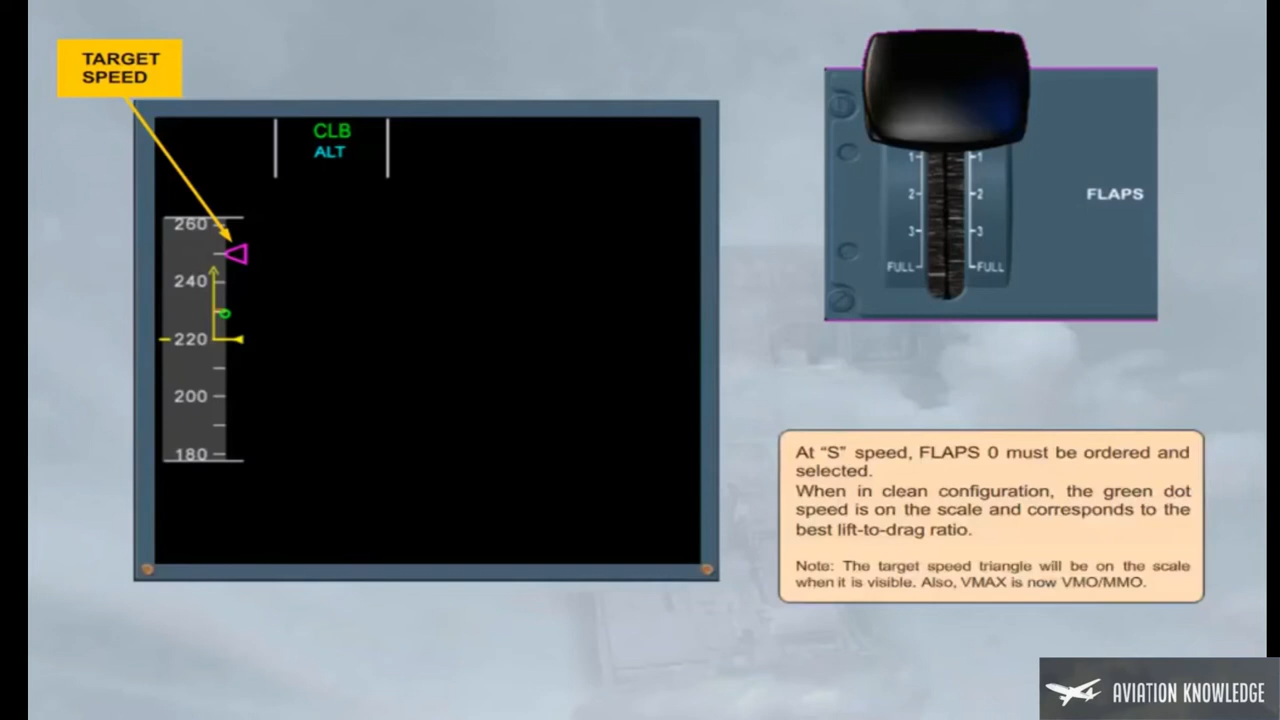 TARGET
SPEED
CLB
ALT
260
240
220
200
180
1 1
2 2
3 3
FULL FULL
FLAPS
At “S” speed, FLAPS 0 must be ordered and
selected.
When in clean configuration, the green dot
speed is on the scale and corresponds to the
best lift-to-drag ratio.
Note: The target speed triangle will be on the scale
when it is visible. Also, VMAX is now VMO/MMO.
AVIATION KNOWLEDGE